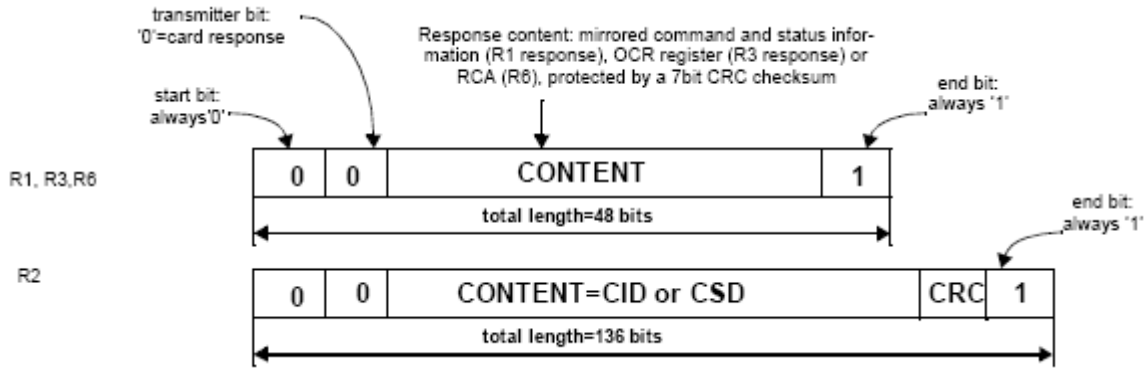 transmitter bit:
'0'=card response
Response content: mirrored command and status infor-
mation (R1 response), OCR register (R3 response) or
RCA (R6), protected by a 7bit CRC checksum
start bit:
always'0'
end bit:
always '1'
R1, R3,R6
0 0 CONTENT 1
total length=48 bits
end bit:
always '1'
R2
0 0 CONTENT=CID or CSD CRC 1
total length=136 bits